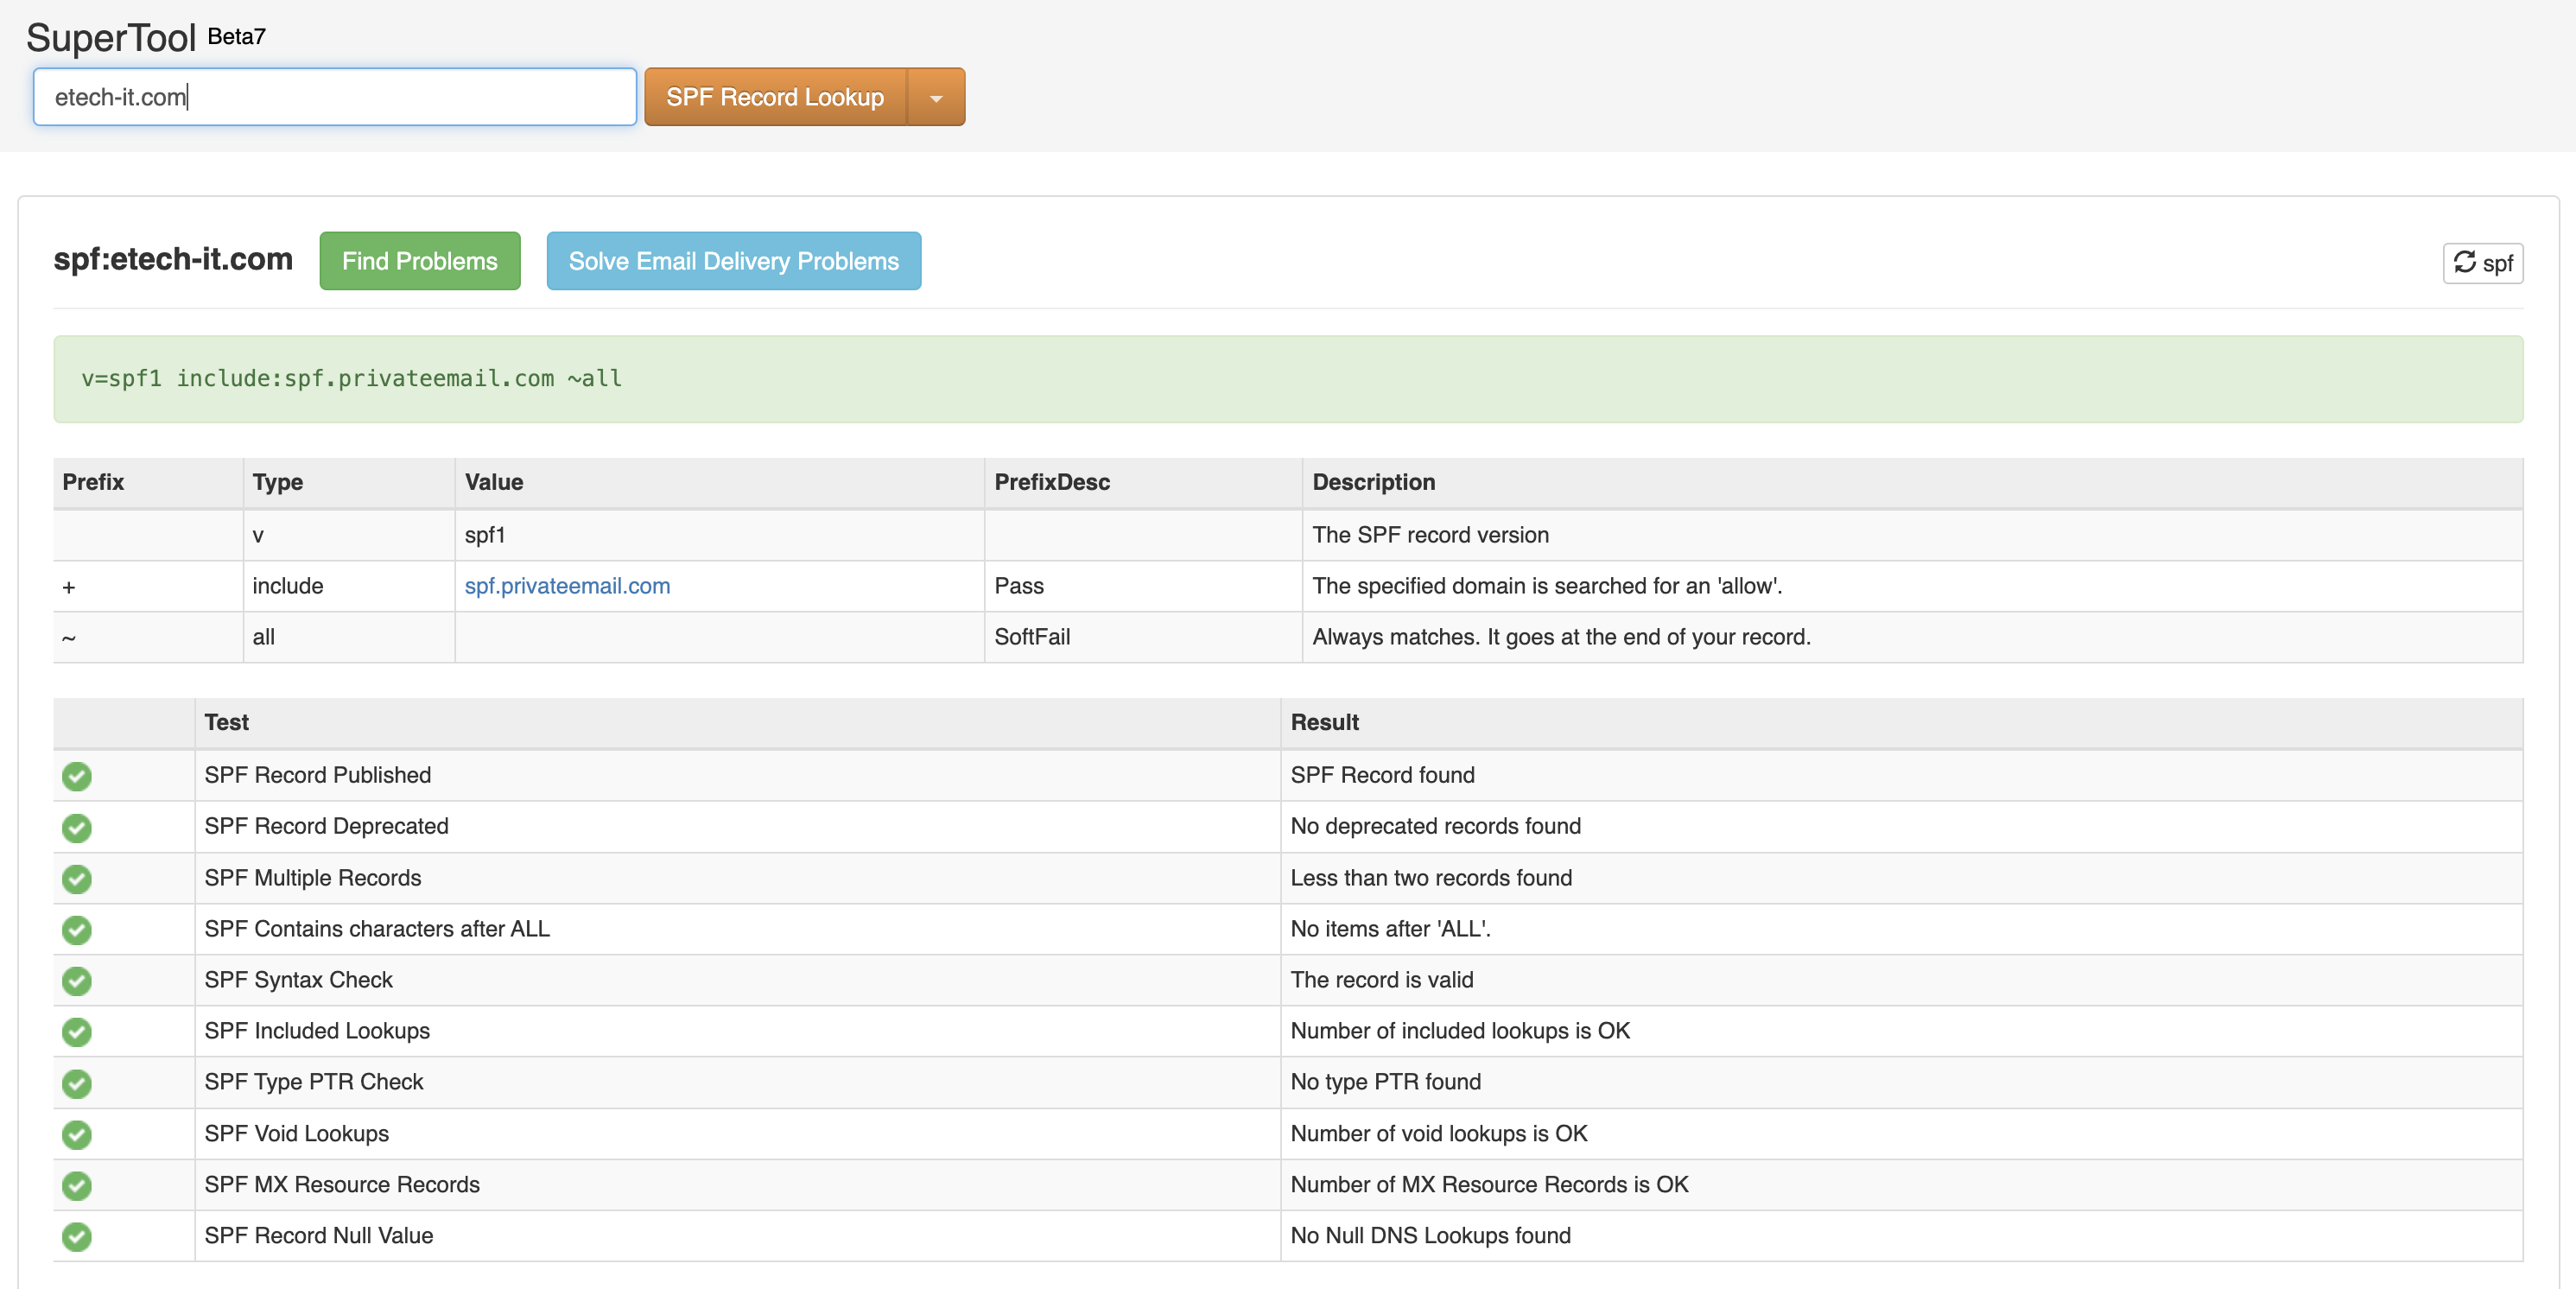 SuperTool Beta7
etech-it.com
SPF Record Lookup
spf:etech-it.com
Find Problems
Solve Email Delivery Problems
spf
v=spf1 include:spf.privateemail.com ~all
Prefix Type Value PrefixDesc Description
v spf1 The SPF record version
+ include spf.privateemail.com Pass The specified domain is searched for an 'allow'.
~ all SoftFail Always matches. It goes at the end of your record.
Test Result
SPF Record Published SPF Record found
SPF Record Deprecated No deprecated records found
SPF Multiple Records Less than two records found
SPF Contains characters after ALL No items after 'ALL'.
SPF Syntax Check The record is valid
SPF Included Lookups Number of included lookups is OK
SPF Type PTR Check No type PTR found
SPF Void Lookups Number of void lookups is OK
SPF MX Resource Records Number of MX Resource Records is OK
SPF Record Null Value No Null DNS Lookups found